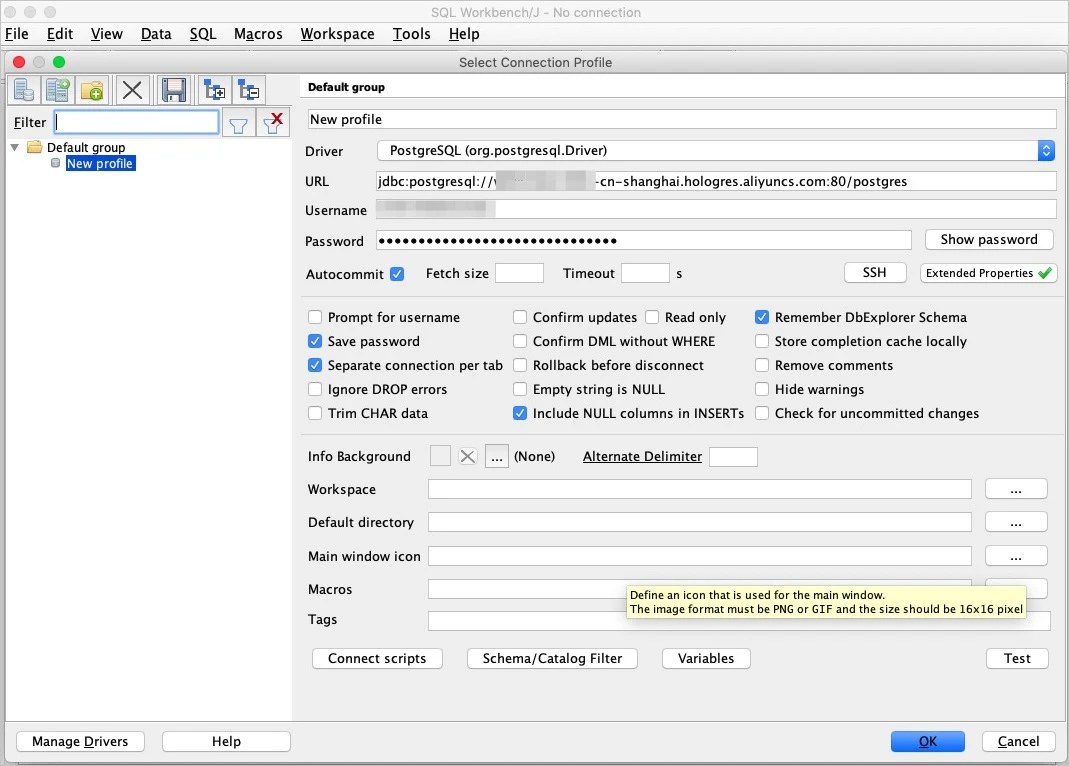 SQL Workbench/J - No connection
File Edit View Data SQL Macros Workspace Tools Help
Select Connection Profile
Default group
Filter
New profile
Default group
New profile
Driver PostgreSQL (org.postgresql.Driver)
URL jdbc:postgresql:// -cn-shanghai.hologres.aliyuncs.com:80/postgres
Username
Password ••••••••••••••••••••••••••••••• Show password
Autocommit Fetch size Timeout s SSH Extended Properties
Prompt for username Confirm updates Read only Remember DbExplorer Schema
Save password Confirm DML without WHERE Store completion cache locally
Separate connection per tab Rollback before disconnect Remove comments
Ignore DROP errors Empty string is NULL Hide warnings
Trim CHAR data Include NULL columns in INSERTs Check for uncommitted changes
Info Background ... (None) Alternate Delimiter
Workspace ...
Default directory ...
Main window icon ...
Macros
Define an icon that is used for the main window.
The image format must be PNG or GIF and the size should be 16x16 pixel
Tags
Connect scripts Schema/Catalog Filter Variables Test
Manage Drivers Help OK Cancel